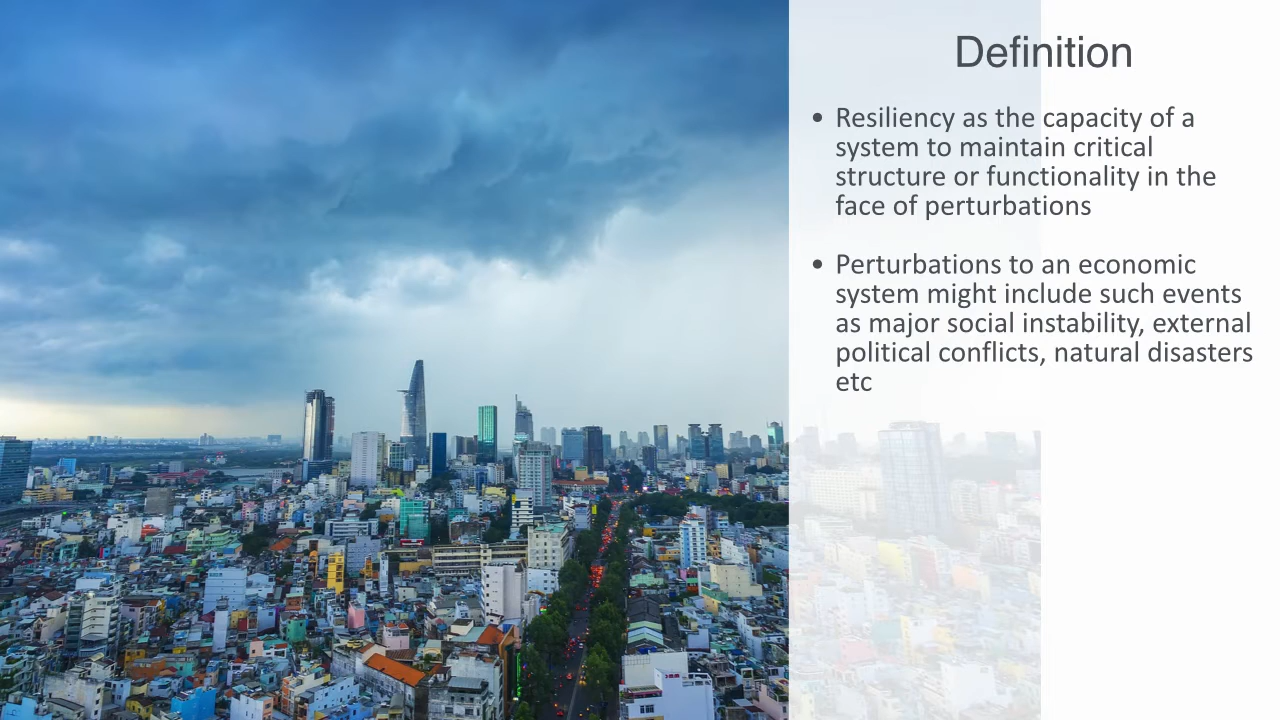 Definition
• Resiliency as the capacity of a
system to maintain critical
structure or functionality in the
face of perturbations
• Perturbations to an economic
system might include such events
as major social instability, external
political conflicts, natural disasters
etc